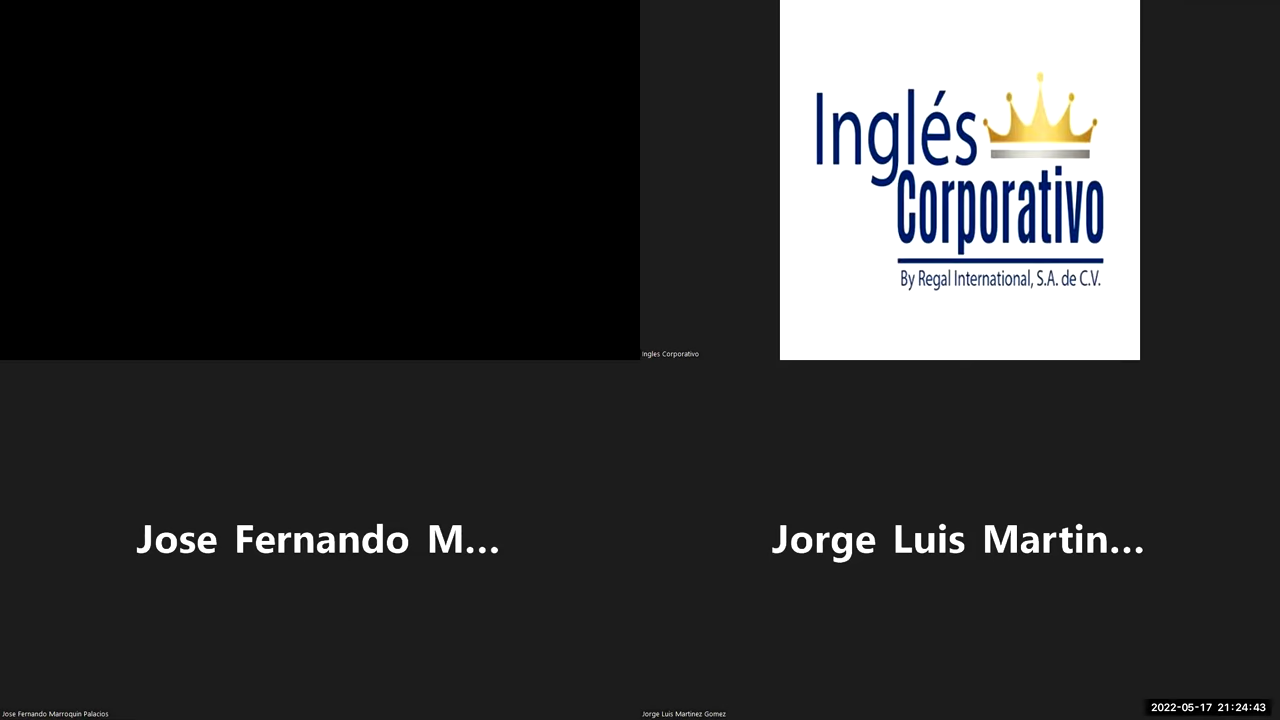 Inglés
Corporativo
By Regal International, S.A. de C.V.
Ingles Corporativo
Jose Fernando M...
Jorge Luis Martin...
Jose Fernando Marroquin Palacios
Jorge Luis Martinez Gomez
2022-05-17 21:24:43